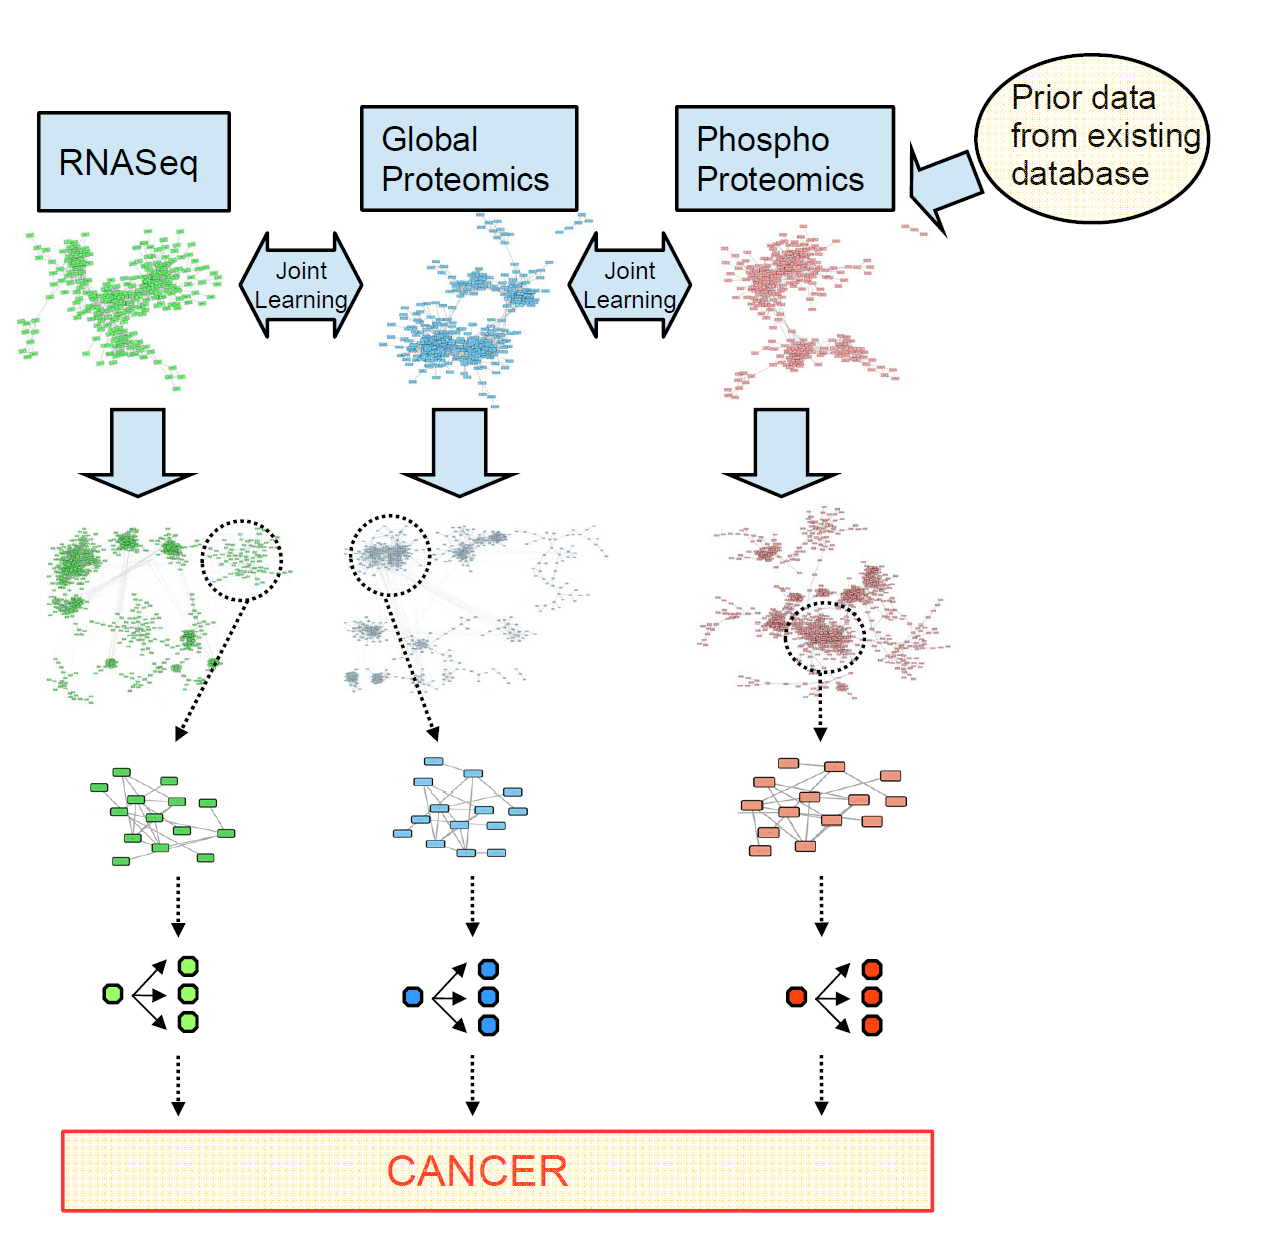 RNASeq
Global
Proteomics
Phospho
Proteomics
Prior data
from existing
database
Joint
Learning
Joint
Learning
CANCER